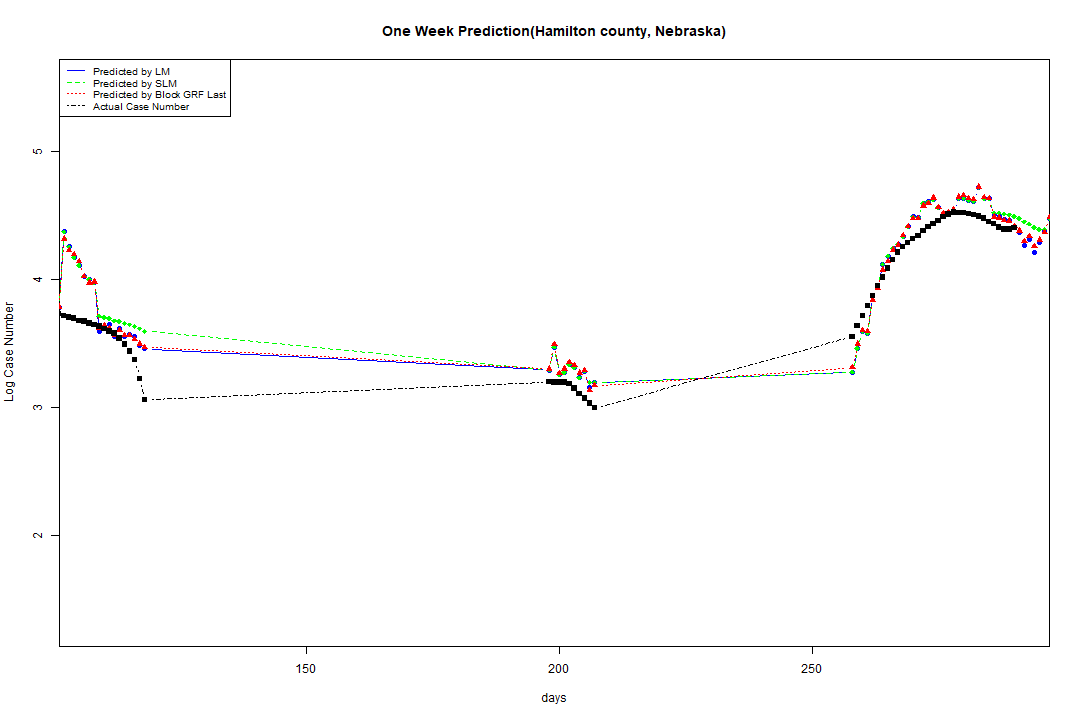 One Week Prediction(Hamilton county, Nebraska)
Predicted by LM
Predicted by SLM
Predicted by Block GRF Last
Actual Case Number
5
4
3
2
Log Case Number
150 200 250
days